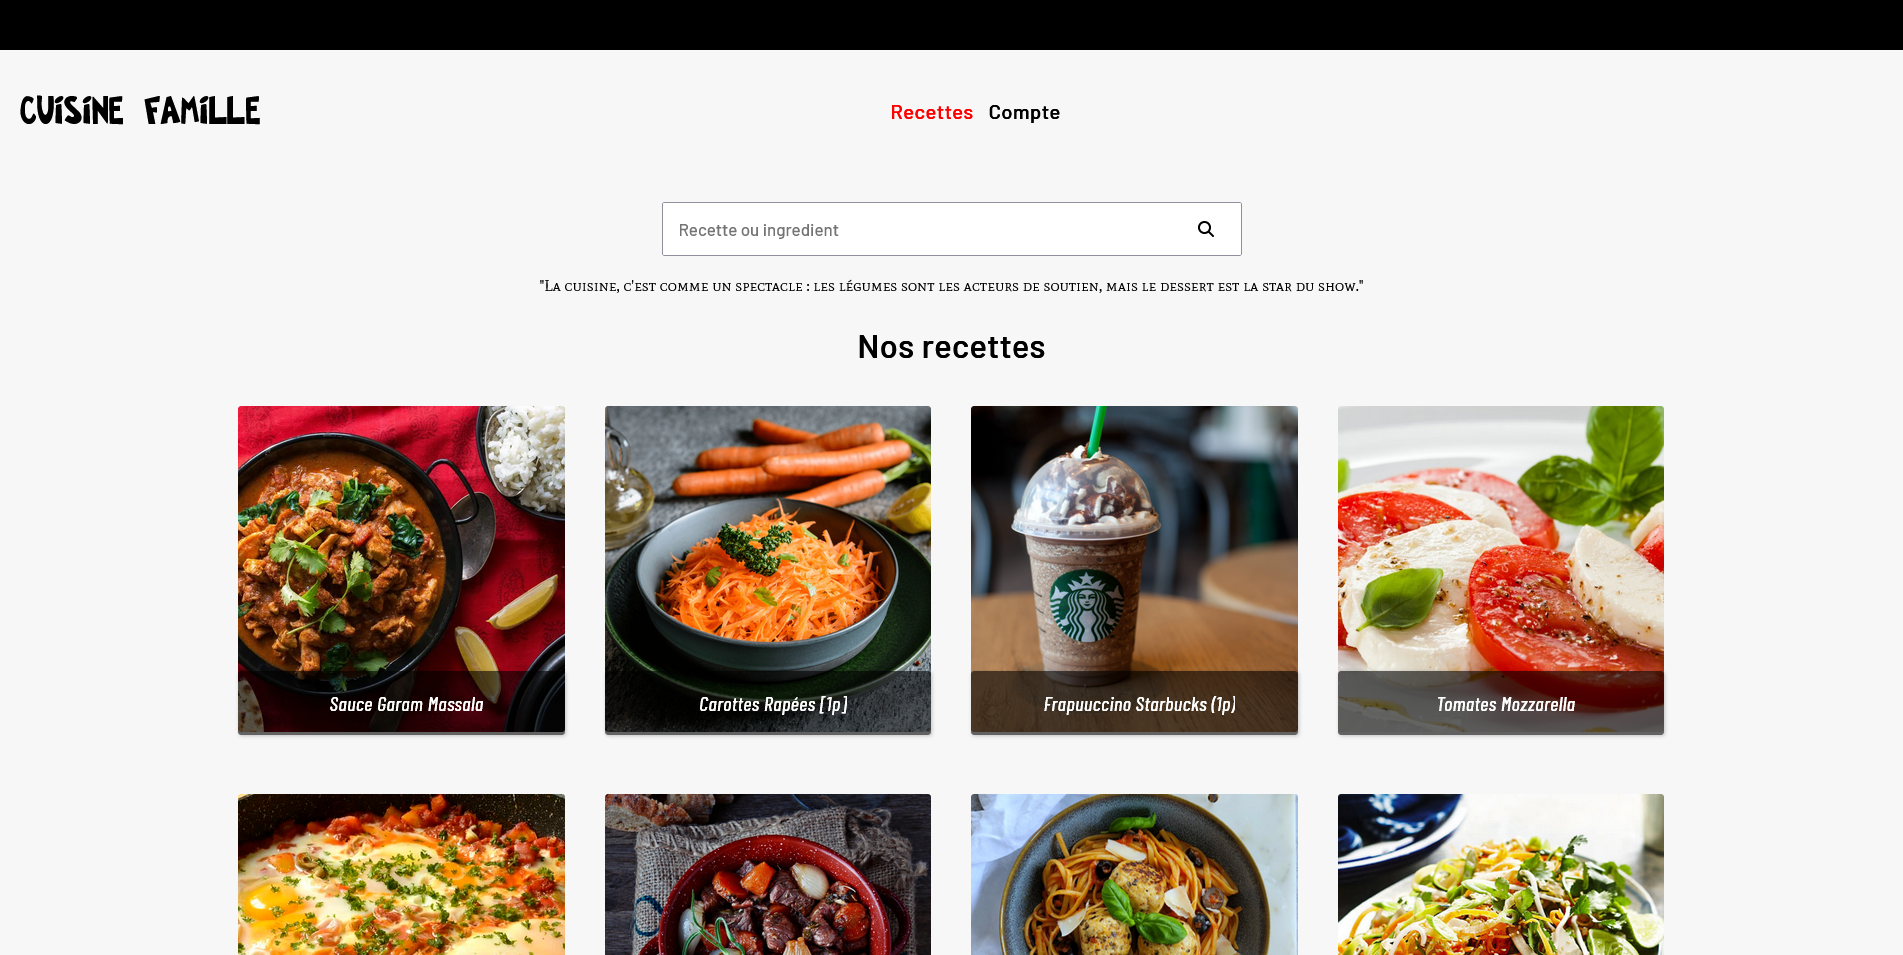 CUISINE FAMILLE
Recettes Compte
Recette ou ingredient
"La cuisine, c'est comme un spectacle : les légumes sont les acteurs de soutien, mais le dessert est la star du show."
Nos recettes
Sauce Garam Massala
Carottes Rapées [1p]
Frapuuccino Starbucks (1p)
Tomates Mozzarella